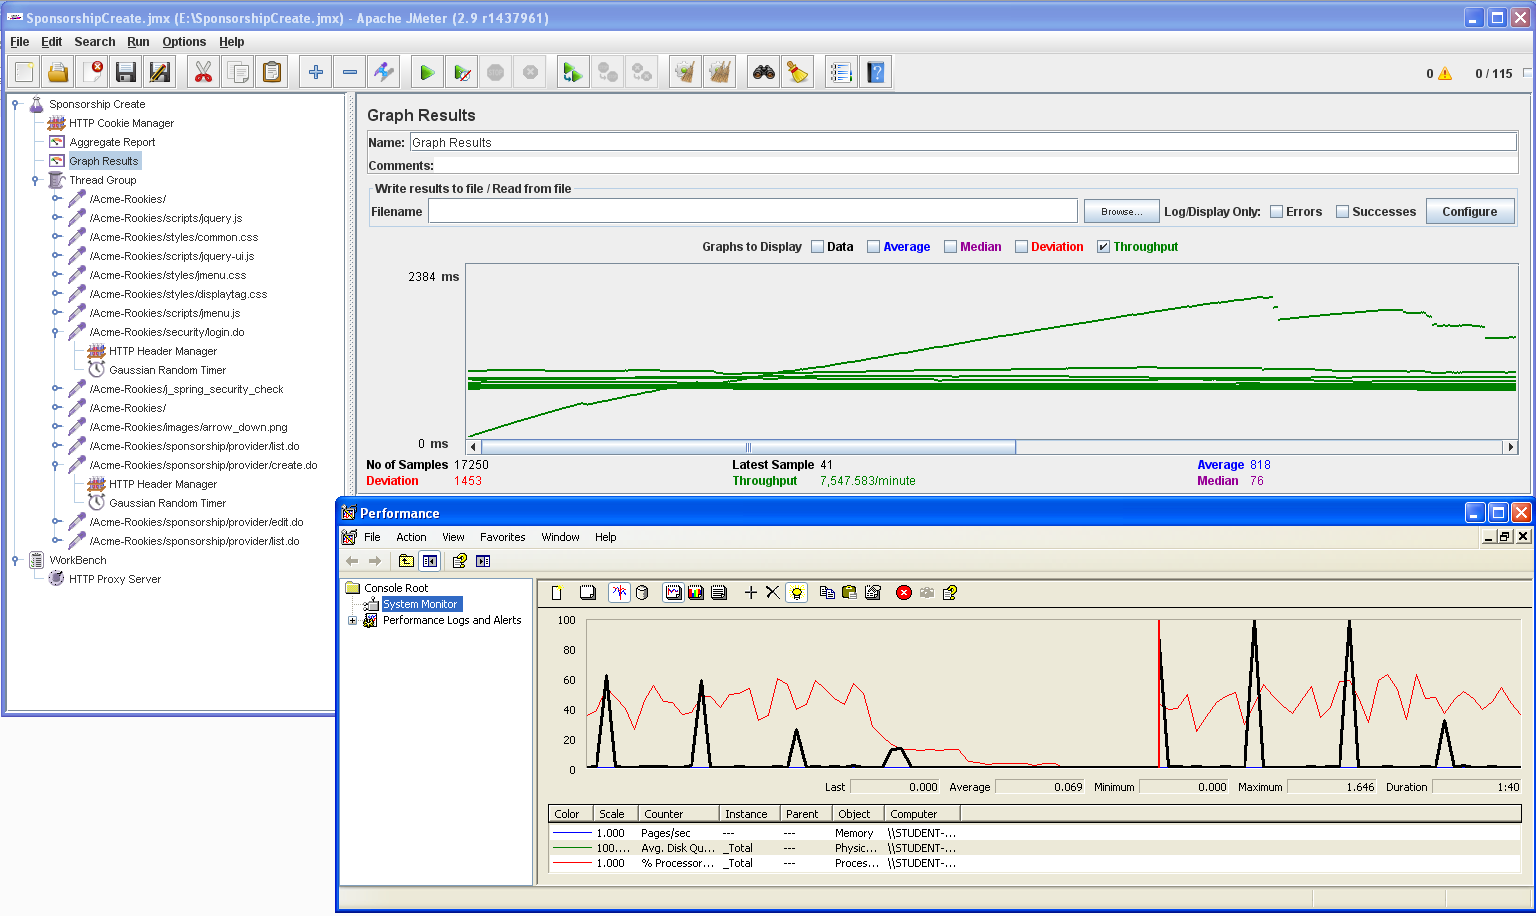 SponsorshipCreate.jmx (E:\SponsorshipCreate.jmx) - Apache JMeter (2.9 r1437961)
File Edit Search Run Options Help
0 0 / 115
Sponsorship Create
HTTP Cookie Manager
Aggregate Report
Graph Results
Thread Group
/Acme-Rookies/
/Acme-Rookies/scripts/jquery.js
/Acme-Rookies/styles/common.css
/Acme-Rookies/scripts/jquery-ui.js
/Acme-Rookies/styles/jmenu.css
/Acme-Rookies/styles/displaytag.css
/Acme-Rookies/scripts/jmenu.js
/Acme-Rookies/security/login.do
HTTP Header Manager
Gaussian Random Timer
/Acme-Rookies/j_spring_security_check
/Acme-Rookies/
/Acme-Rookies/images/arrow_down.png
/Acme-Rookies/sponsorship/provider/list.do
/Acme-Rookies/sponsorship/provider/create.do
HTTP Header Manager
Gaussian Random Timer
/Acme-Rookies/sponsorship/provider/edit.do
/Acme-Rookies/sponsorship/provider/list.do
WorkBench
HTTP Proxy Server
Graph Results
Name: Graph Results
Comments:
Write results to file / Read from file
Filename Browse... Log/Display Only: Errors Successes Configure
Graphs to Display Data Average Median Deviation Throughput
2384 ms
0 ms
No of Samples 17250 Latest Sample 41 Average 818
Deviation 1453 Throughput 7,547.583/minute Median 76
Performance
File Action View Favorites Window Help
Console Root
System Monitor
Performance Logs and Alerts
100
80
60
40
20
0
Last 0.000 Average 0.069 Minimum 0.000 Maximum 1.646 Duration 1:40
Color Scale Counter Instance Parent Object Computer
1.000 Pages/sec --- --- Memory \\STUDENT-...
100.... Avg. Disk Qu... _Total --- Physic... \\STUDENT-...
1.000 % Processor... _Total --- Proces... \\STUDENT-...